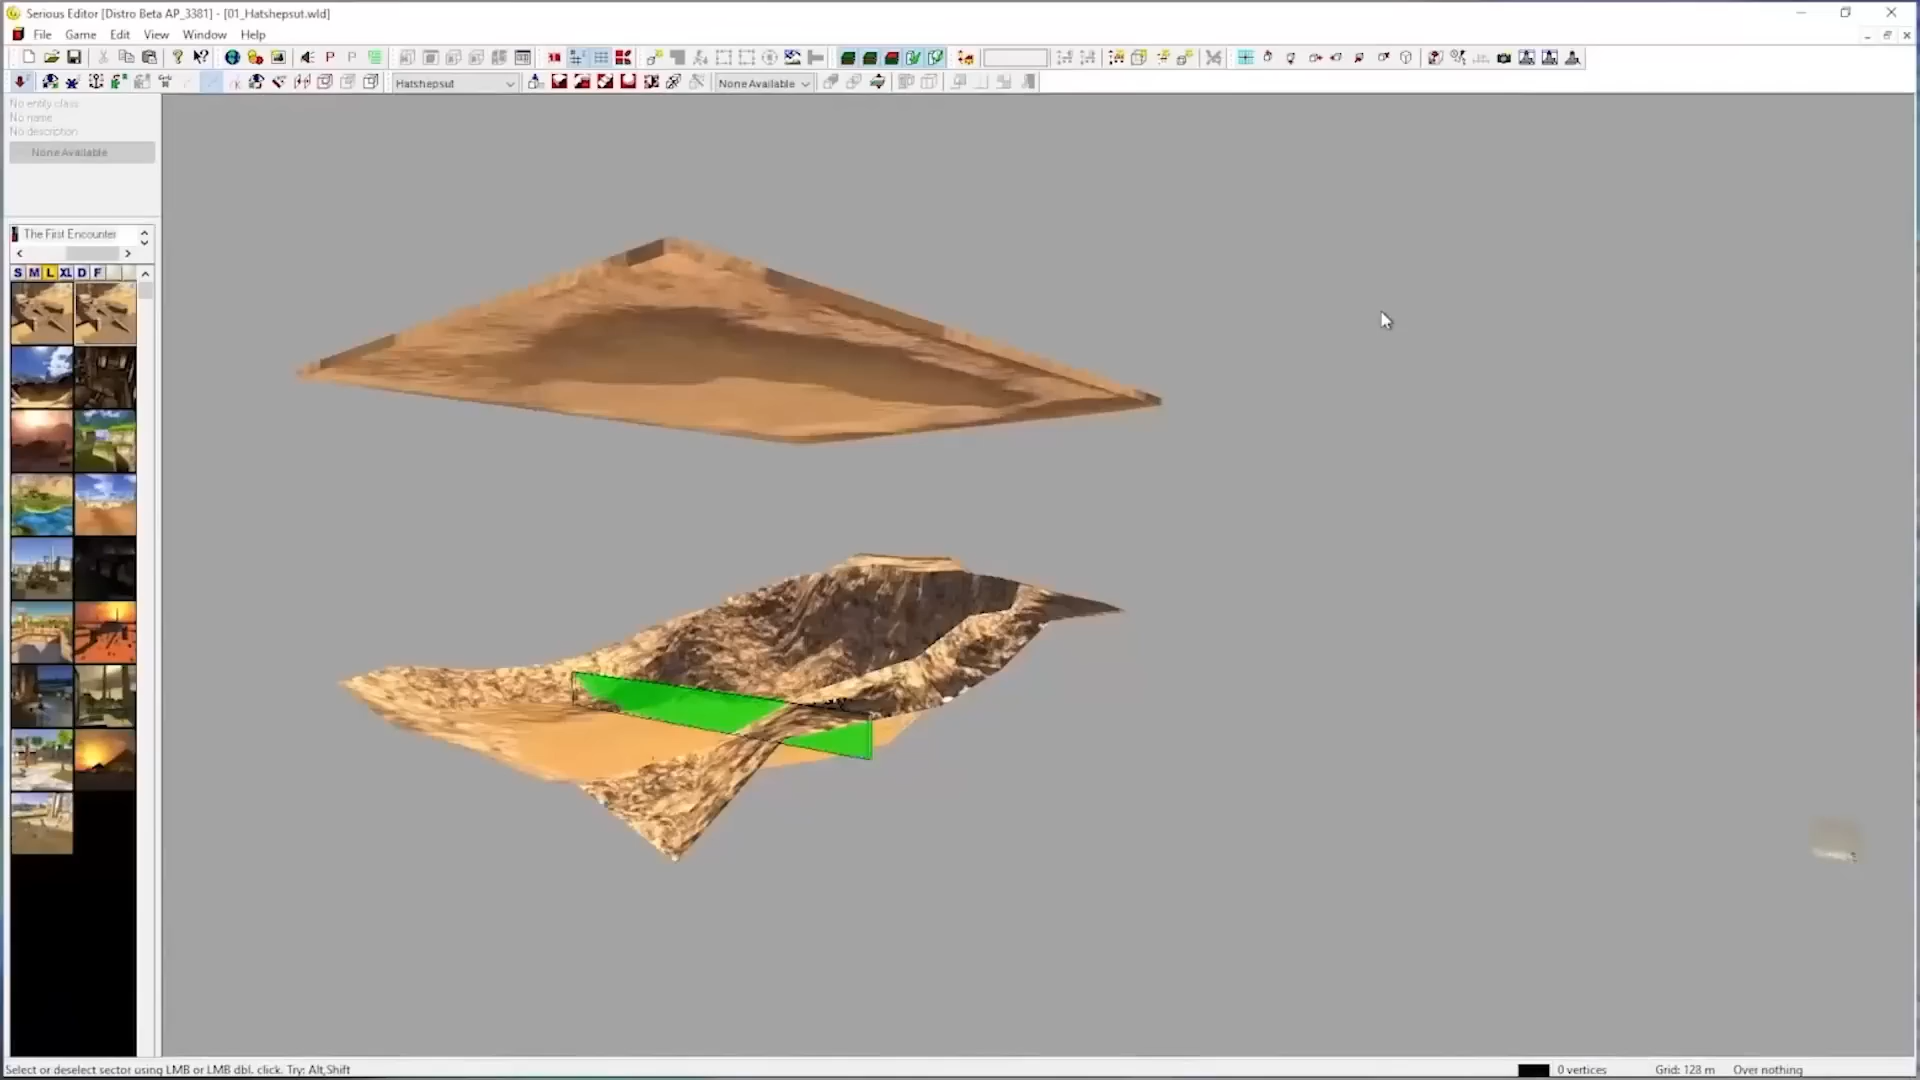 Serious Editor [Distro Beta AP_3381] - [01_Hatshepsut.wld]
File Game Edit View Window Help
Hatshepsut
None Available
No entity class
No name
No description
None Available
The First Encounter
S M L XL D F
Select or deselect sector using LMB or LMB dbl. click. Try: Alt,Shift
0 vertices
Grid: 128 m
Over nothing